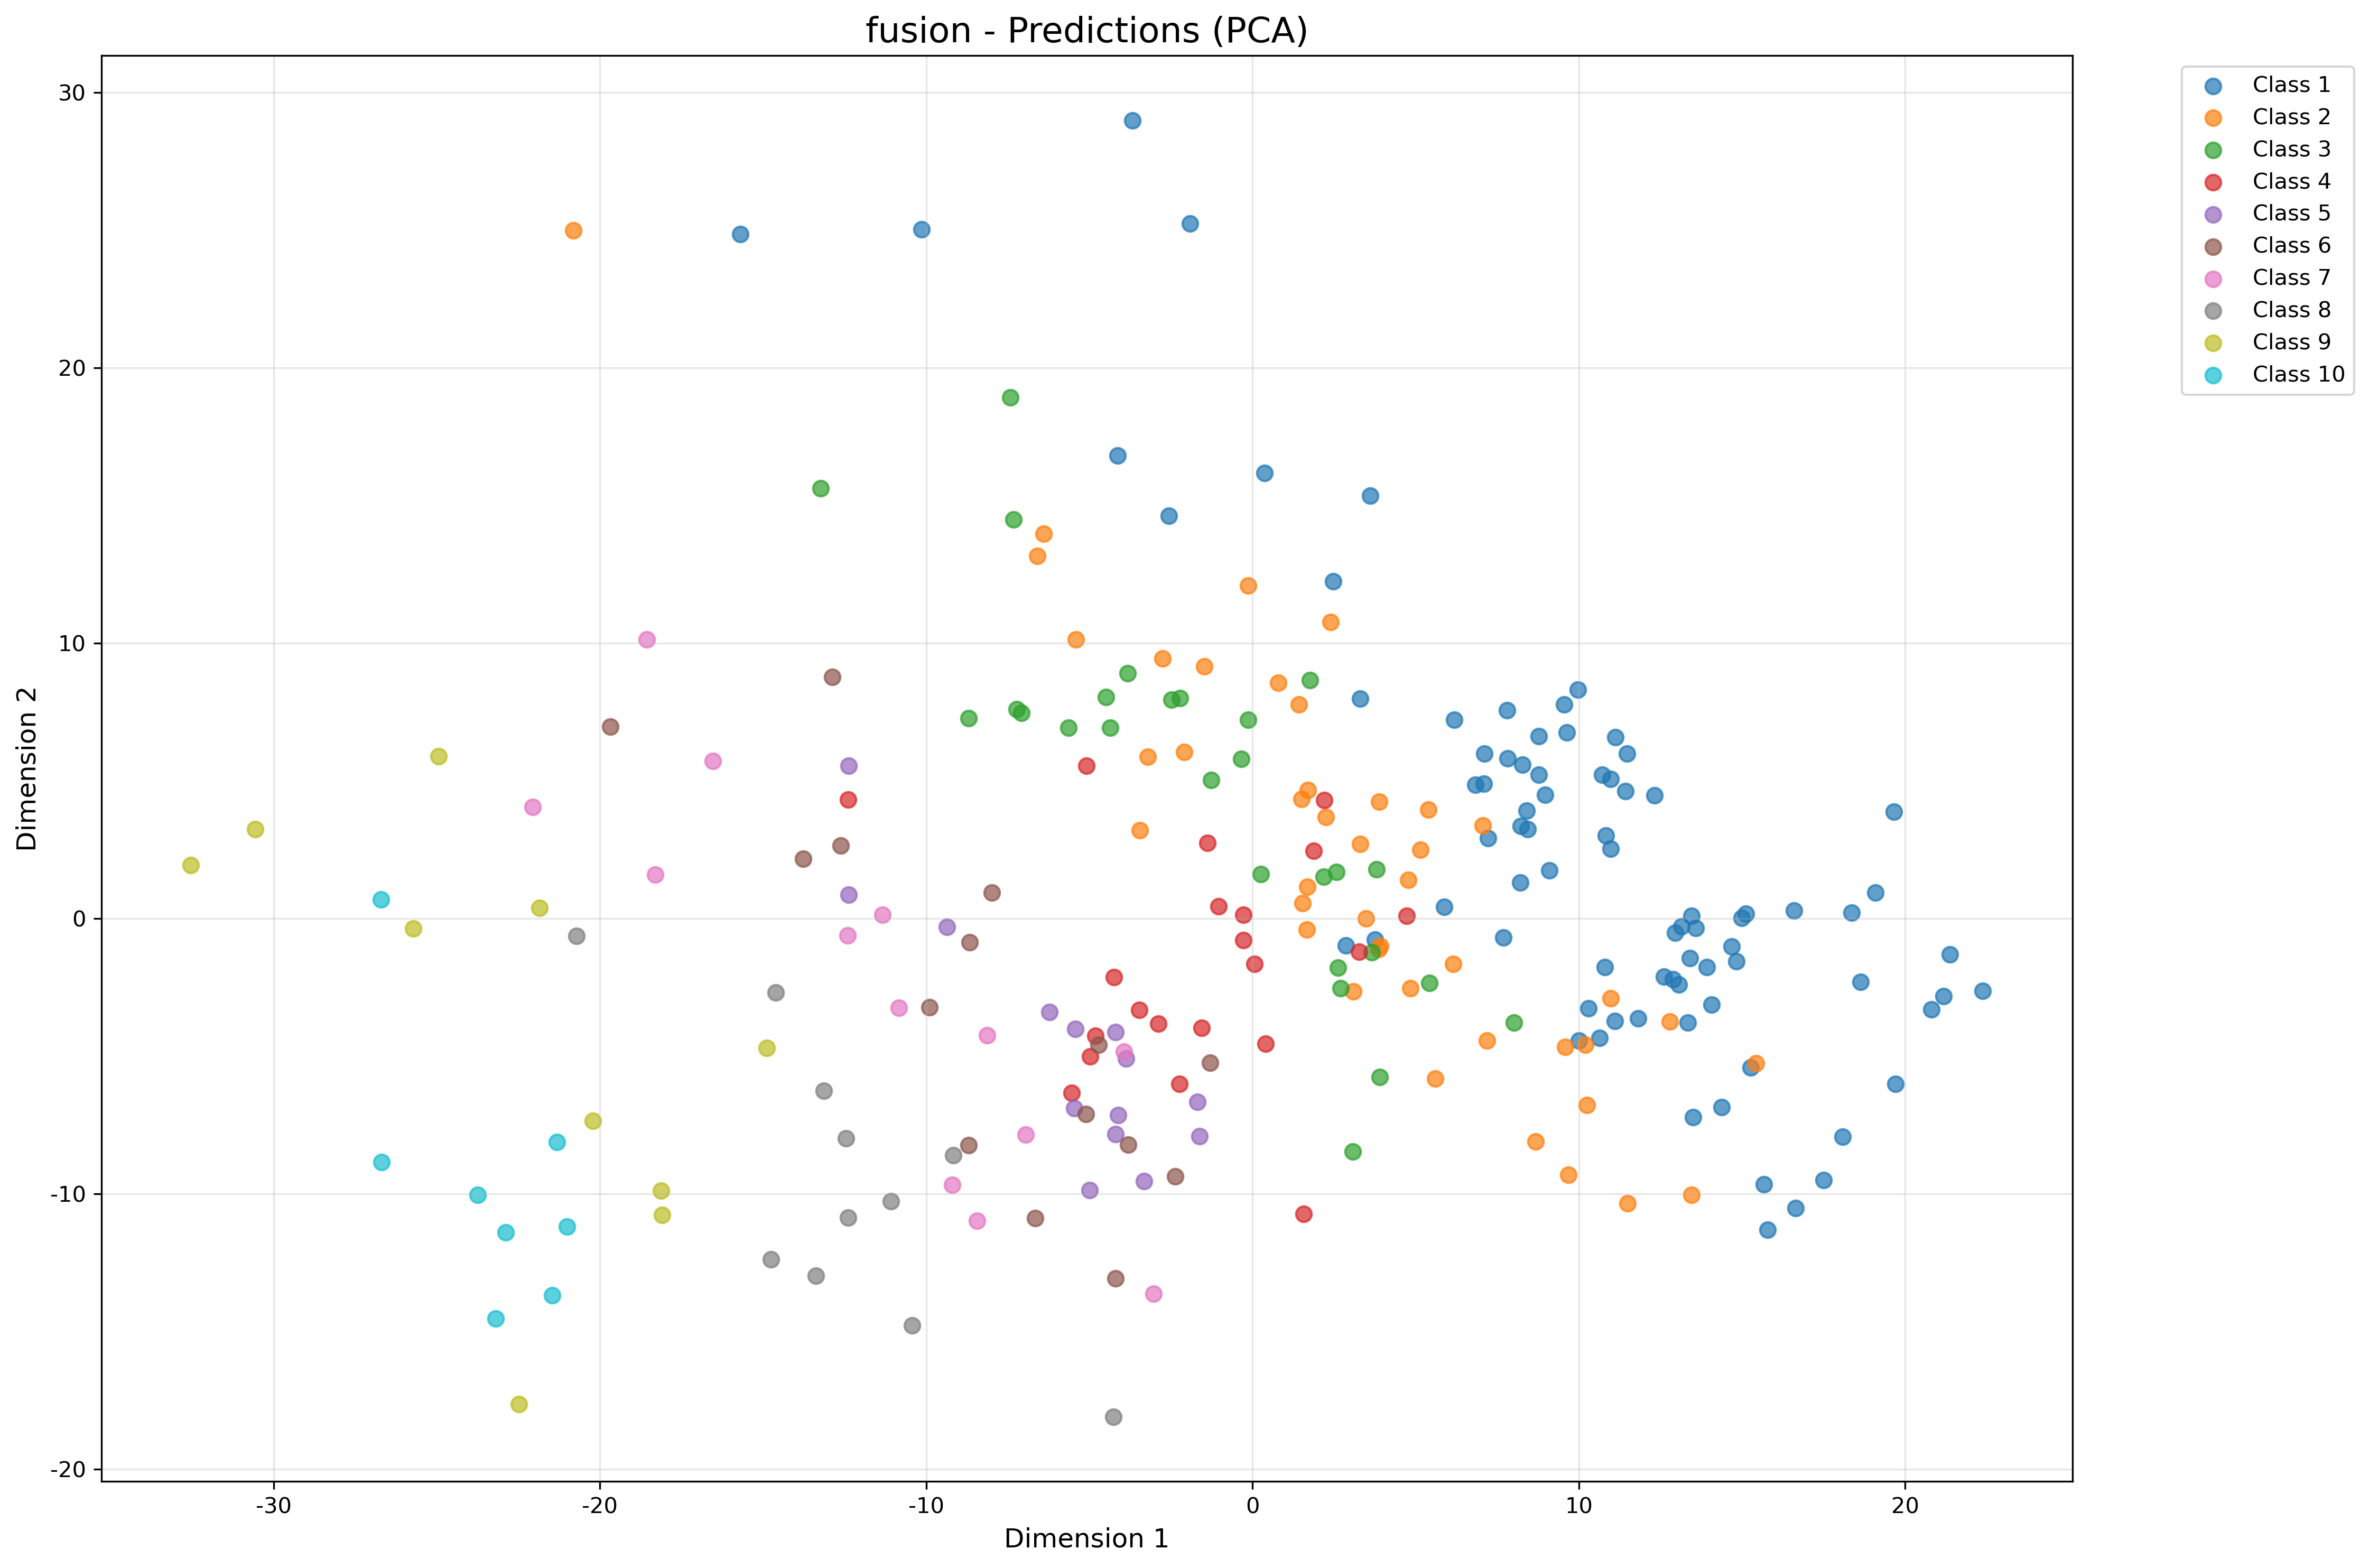 fusion - Predictions (PCA)
Class 1
Class 2
Class 3
Class 4
Class 5
Class 6
Class 7
Class 8
Class 9
Class 10
30
20
10
0
-10
-20
Dimension 2
-30
-20
-10
0
10
20
Dimension 1